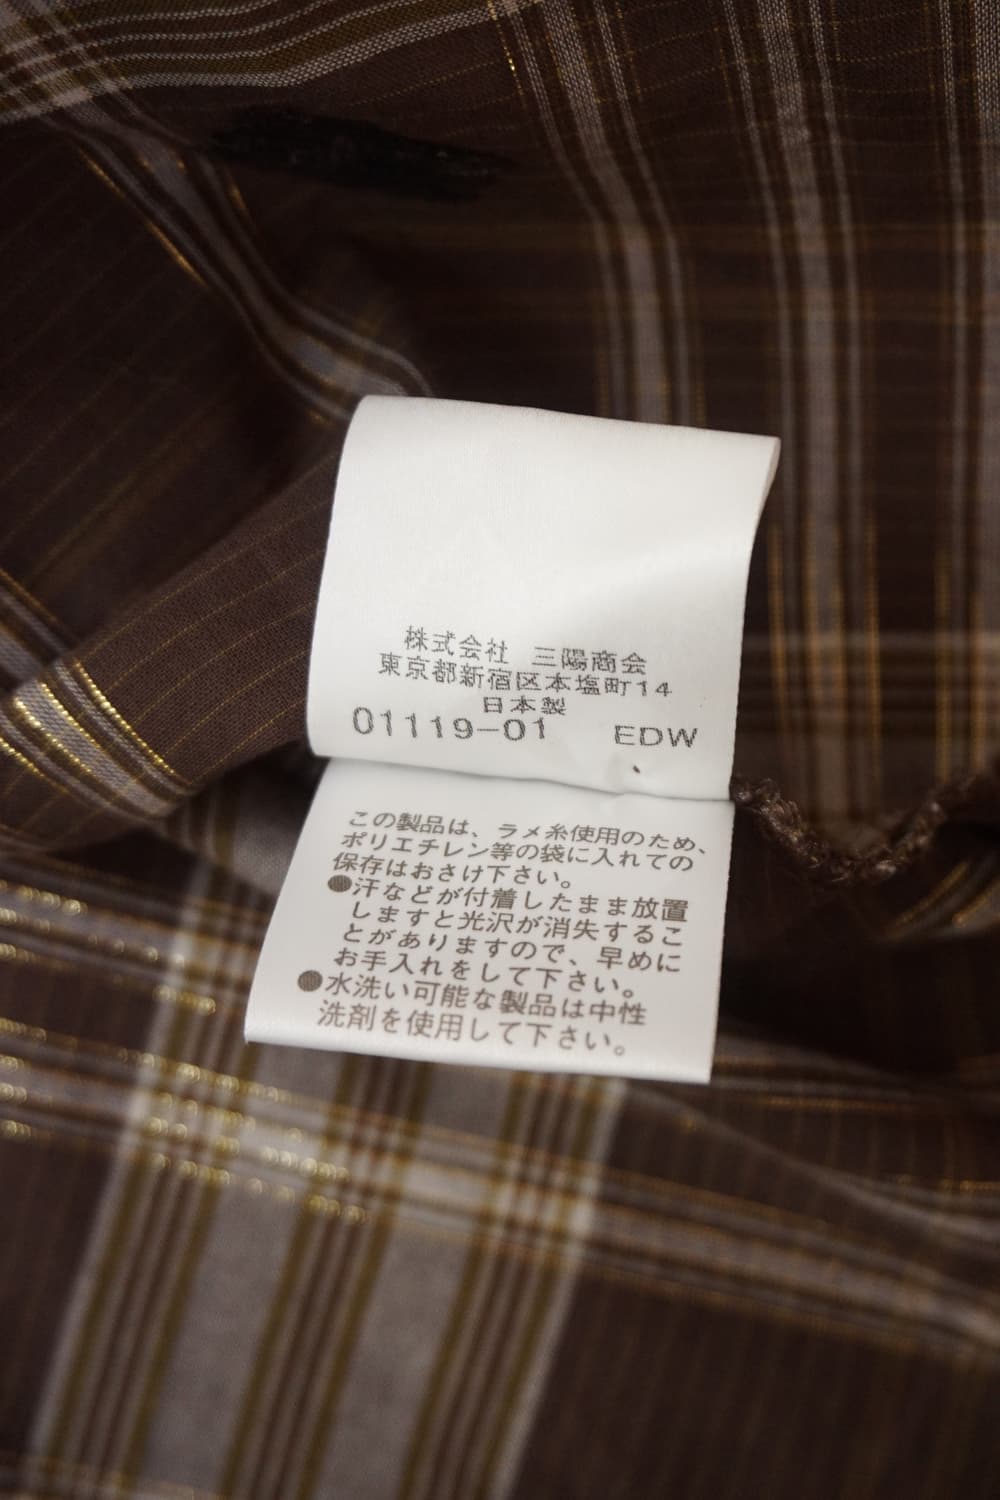 株式会社 三陽商会
東京都新宿区本塩町14
日本製
01119-01 EDW
この製品は、ラメ糸使用のため、
ポリエチレン等の袋に入れての
保存はおさけ下さい。
●汗などが付着したまま放置
しますと光沢が消失するこ
とがありますので、早めに
お手入れをして下さい。
●水洗い可能な製品は中性
洗剤を使用して下さい。